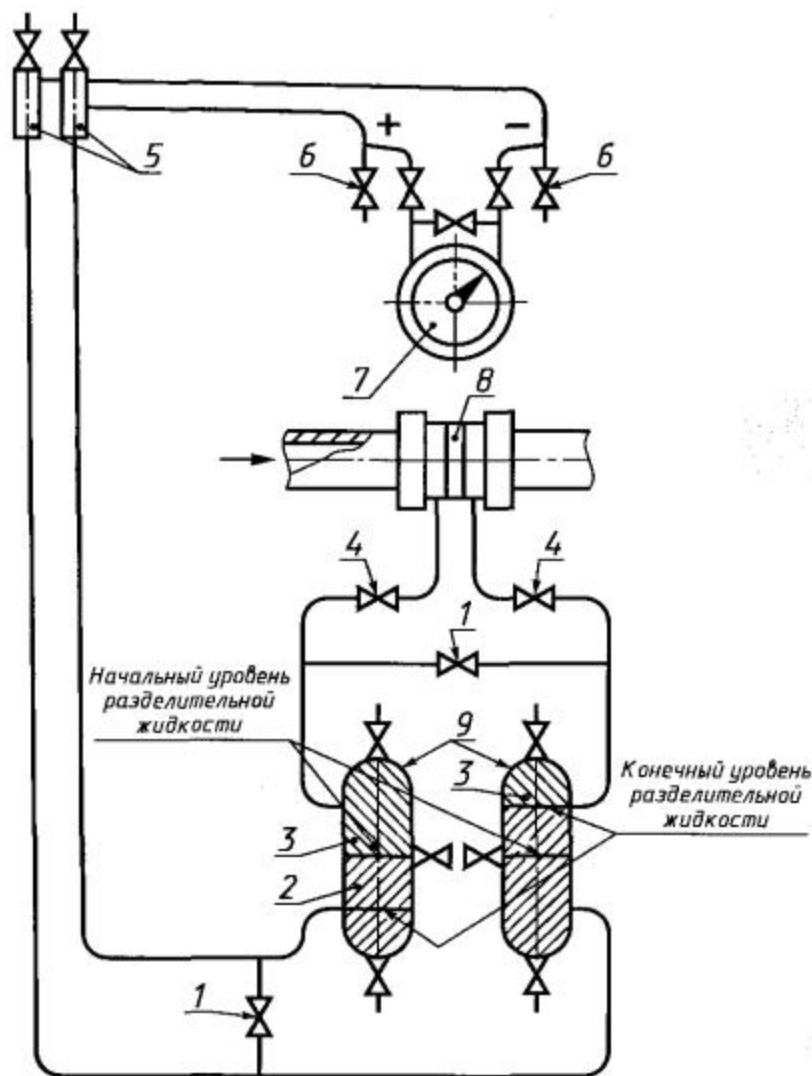 +
−
6
5
6
7
8
4
4
1
Начальный уровень
разделительной
жидкости
9
3
Конечный уровень
разделительной
жидкости
3
2
1